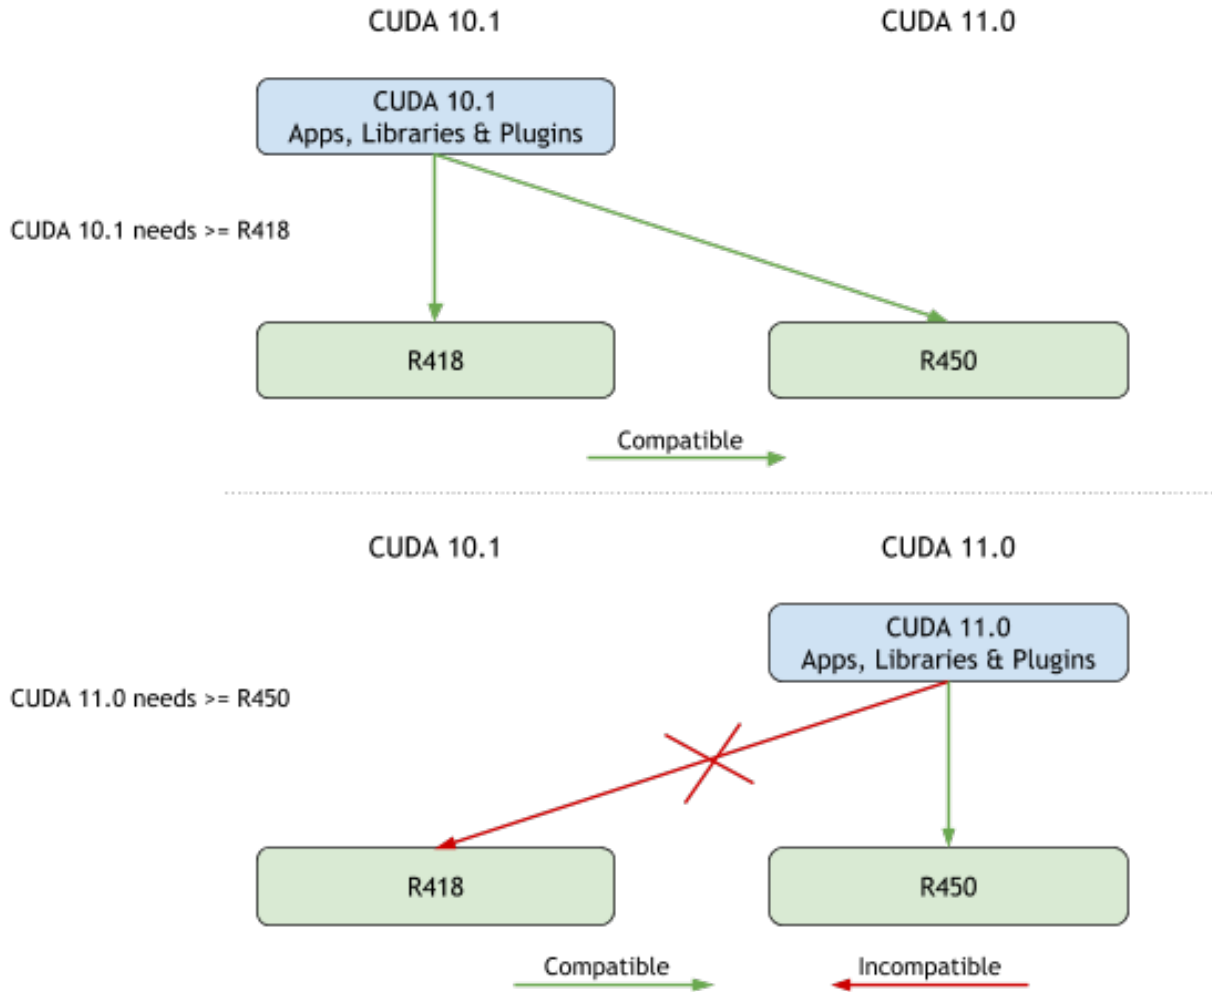 CUDA 10.1
CUDA 11.0
CUDA 10.1
Apps, Libraries & Plugins
CUDA 10.1 needs >= R418
R418
R450
Compatible
CUDA 10.1
CUDA 11.0
CUDA 11.0
Apps, Libraries & Plugins
CUDA 11.0 needs >= R450
R418
R450
Compatible
Incompatible